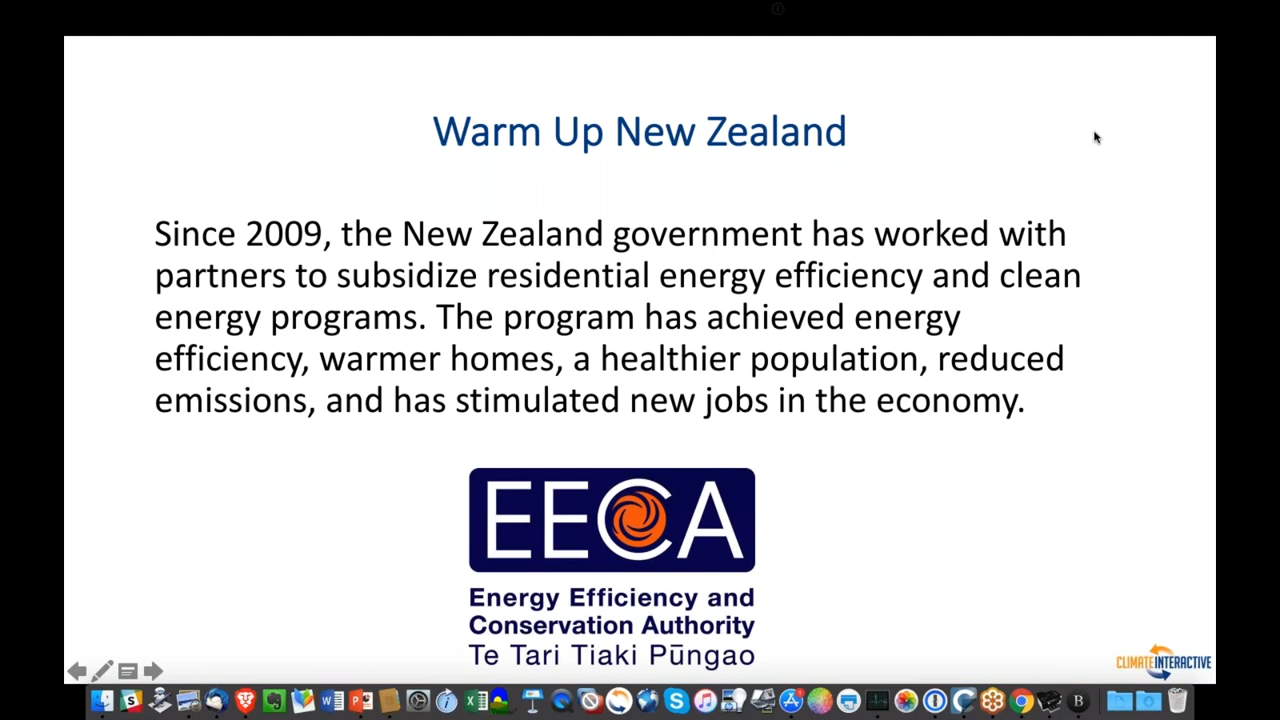 Warm Up New Zealand
Since 2009, the New Zealand government has worked with
partners to subsidize residential energy efficiency and clean
energy programs. The program has achieved energy
efficiency, warmer homes, a healthier population, reduced
emissions, and has stimulated new jobs in the economy.
EECA
Energy Efficiency and
Conservation Authority
Te Tari Tiaki Pūngao
CLIMATEINTERACTIVE